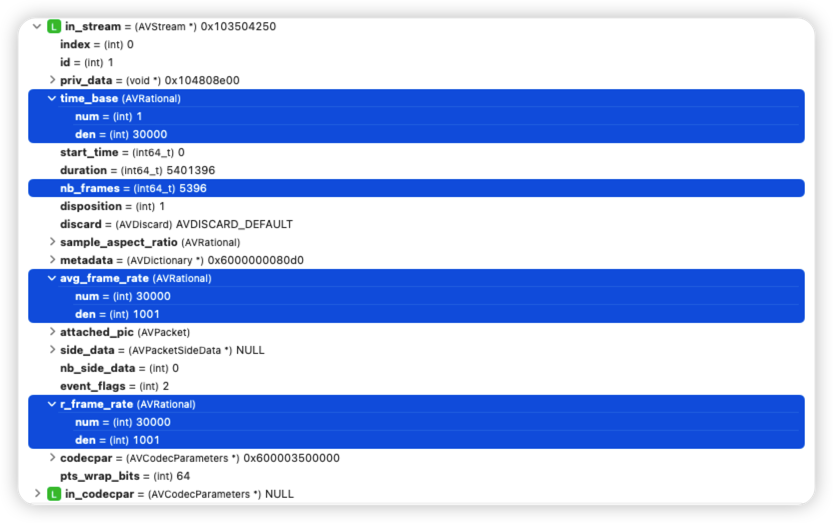 L in_stream = (AVStream *) 0x103504250
index = (int) 0
id = (int) 1
priv_data = (void *) 0x104808e00
time_base (AVRational)
num = (int) 1
den = (int) 30000
start_time = (int64_t) 0
duration = (int64_t) 5401396
nb_frames = (int64_t) 5396
disposition = (int) 1
discard = (AVDiscard) AVDISCARD_DEFAULT
sample_aspect_ratio (AVRational)
metadata = (AVDictionary *) 0x6000000080d0
avg_frame_rate (AVRational)
num = (int) 30000
den = (int) 1001
attached_pic (AVPacket)
side_data = (AVPacketSideData *) NULL
nb_side_data = (int) 0
event_flags = (int) 2
r_frame_rate (AVRational)
num = (int) 30000
den = (int) 1001
codecpar = (AVCodecParameters *) 0x600003500000
pts_wrap_bits = (int) 64
L in_codecpar = (AVCodecParameters *) NULL